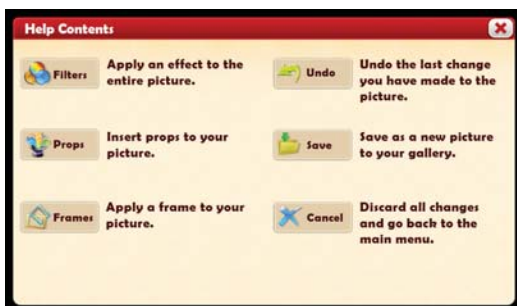 Help Contents
Filters
Apply an effect to the
entire picture.
Undo
Undo the last change
you have made to the
picture.
Props
Insert props to your
picture.
Save
Save as a new picture
to your gallery.
Frames
Apply a frame to your
picture.
Cancel
Discard all changes
and go back to the
main menu.